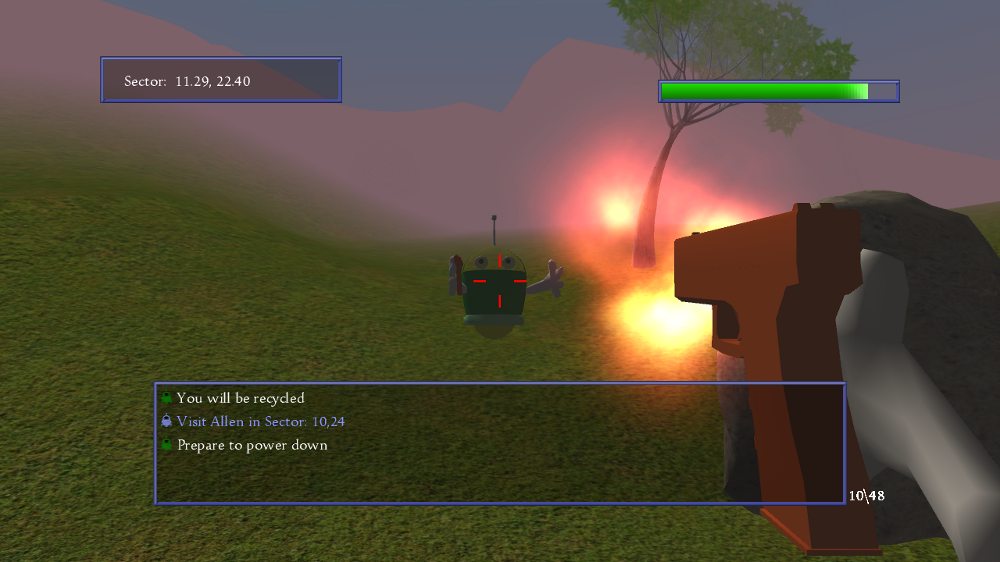 Sector: 11.29, 22.40
You will be recycled
Visit Allen in Sector: 10,24
Prepare to power down
10\48